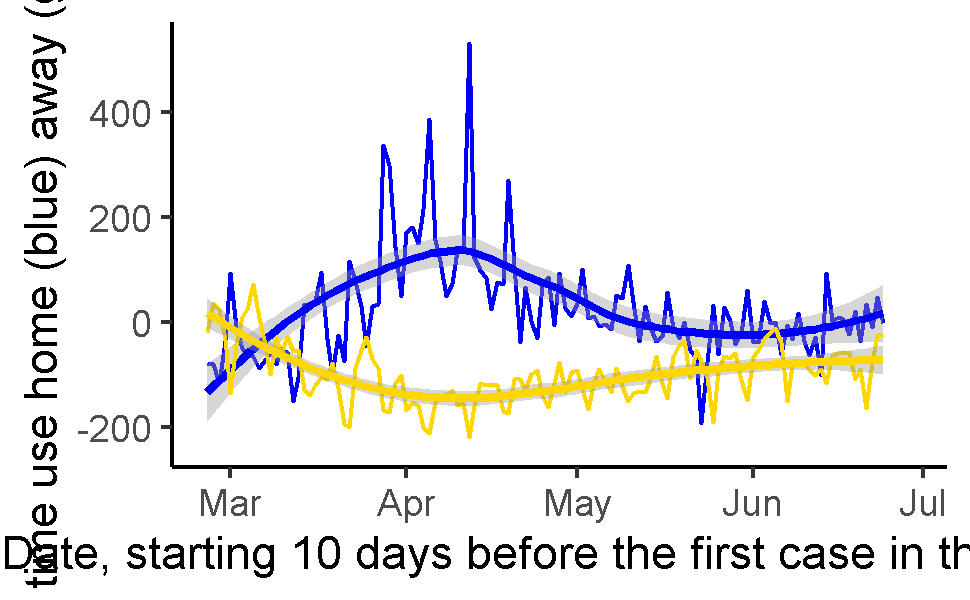 time use home (blue) away (
400
200
0
-200
Mar Apr May Jun Jul
Date, starting 10 days before the first case in th